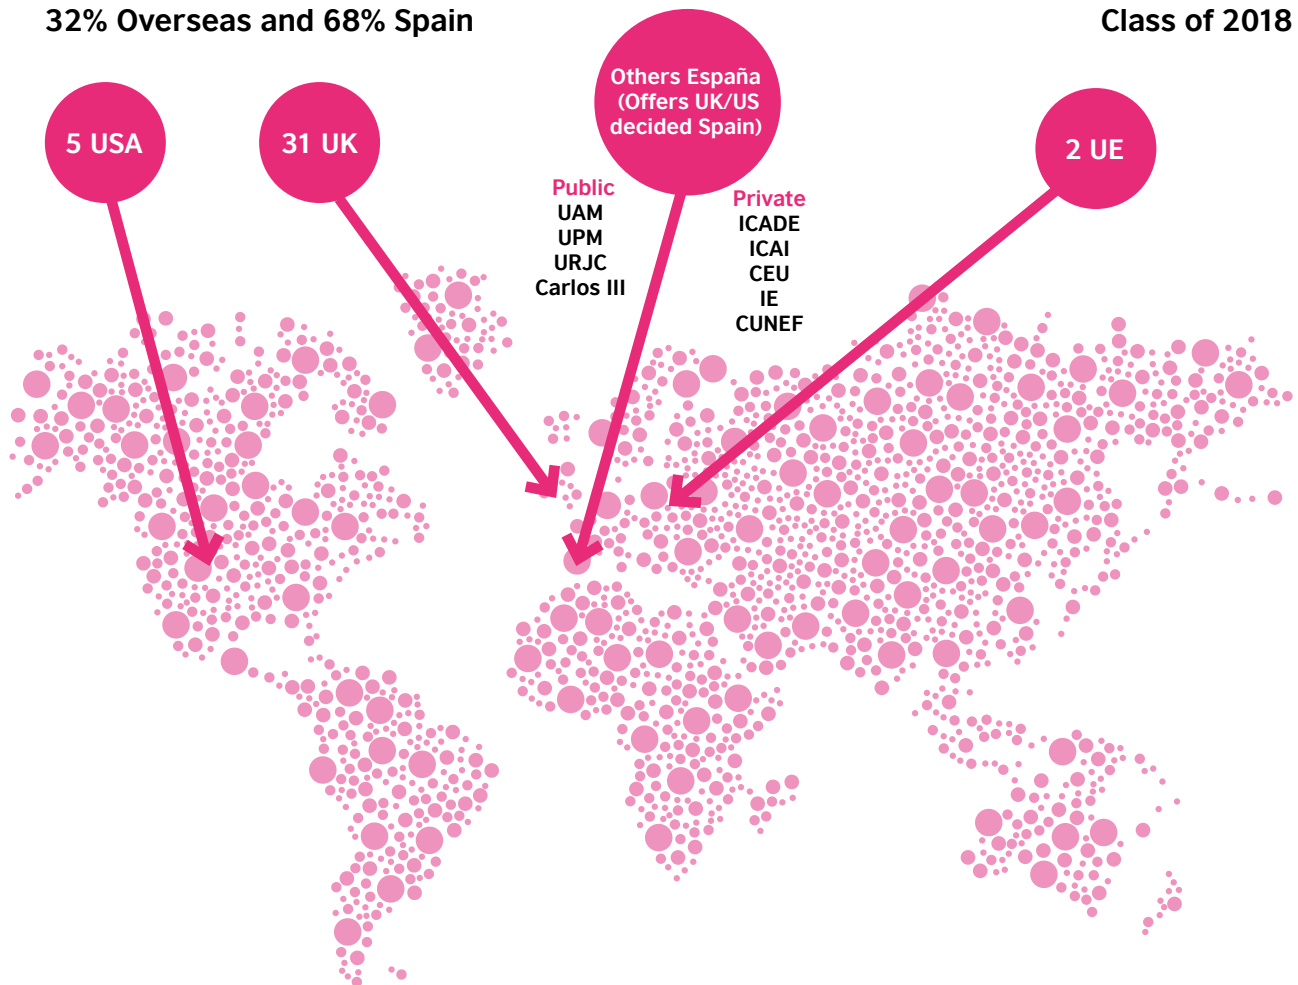 32% Overseas and 68% Spain
Class of 2018
5 USA
31 UK
Others España
(Offers UK/US
decided Spain)
2 UE
Public
UAM
UPM
URJC
Carlos III
Private
ICADE
ICAI
CEU
IE
CUNEF